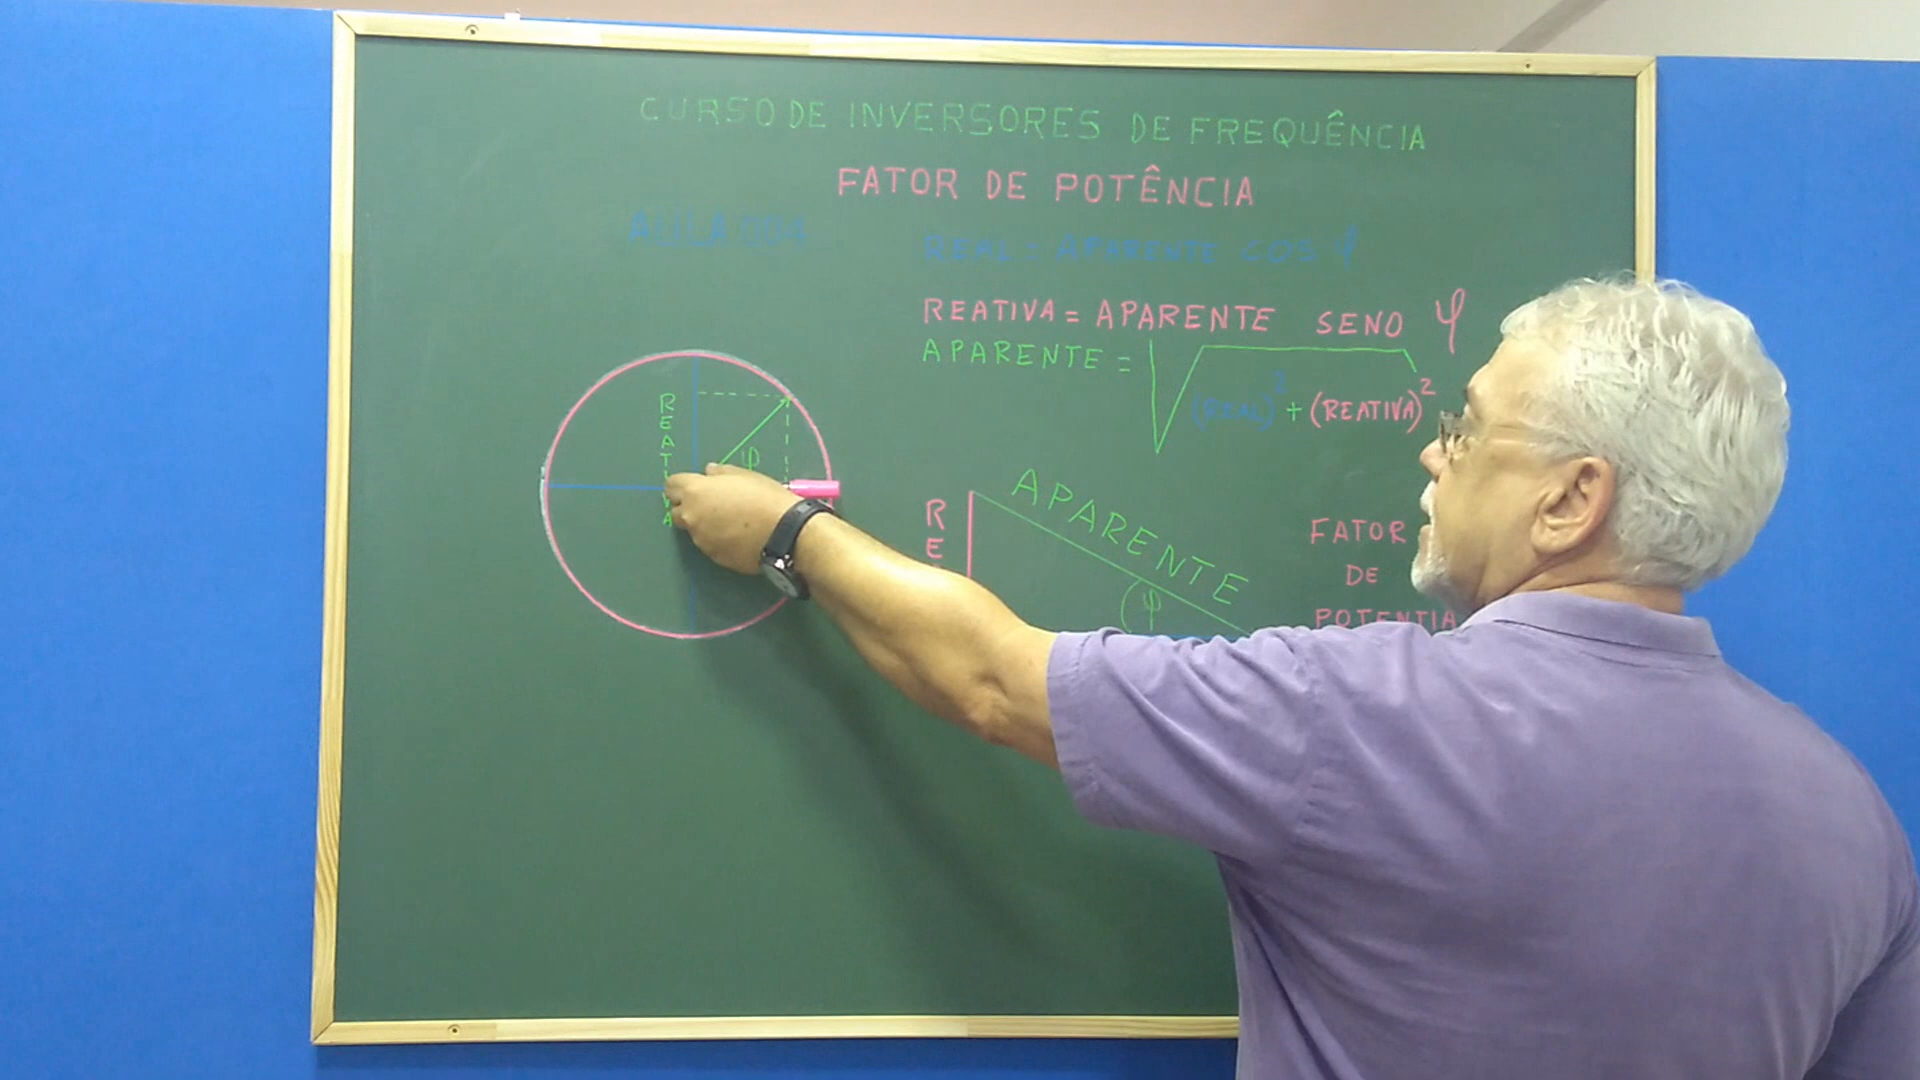 CURSO DE INVERSORES DE FREQUÊNCIA
FATOR DE POTÊNCIA
AULA 004
REAL = APARENTE COS φ
REATIVA = APARENTE SENO φ
APARENTE = √ (REAL)² + (REATIVA)²
REATIVA
φ
RE
APARENTE
φ
FATOR
DE
POTENTIA